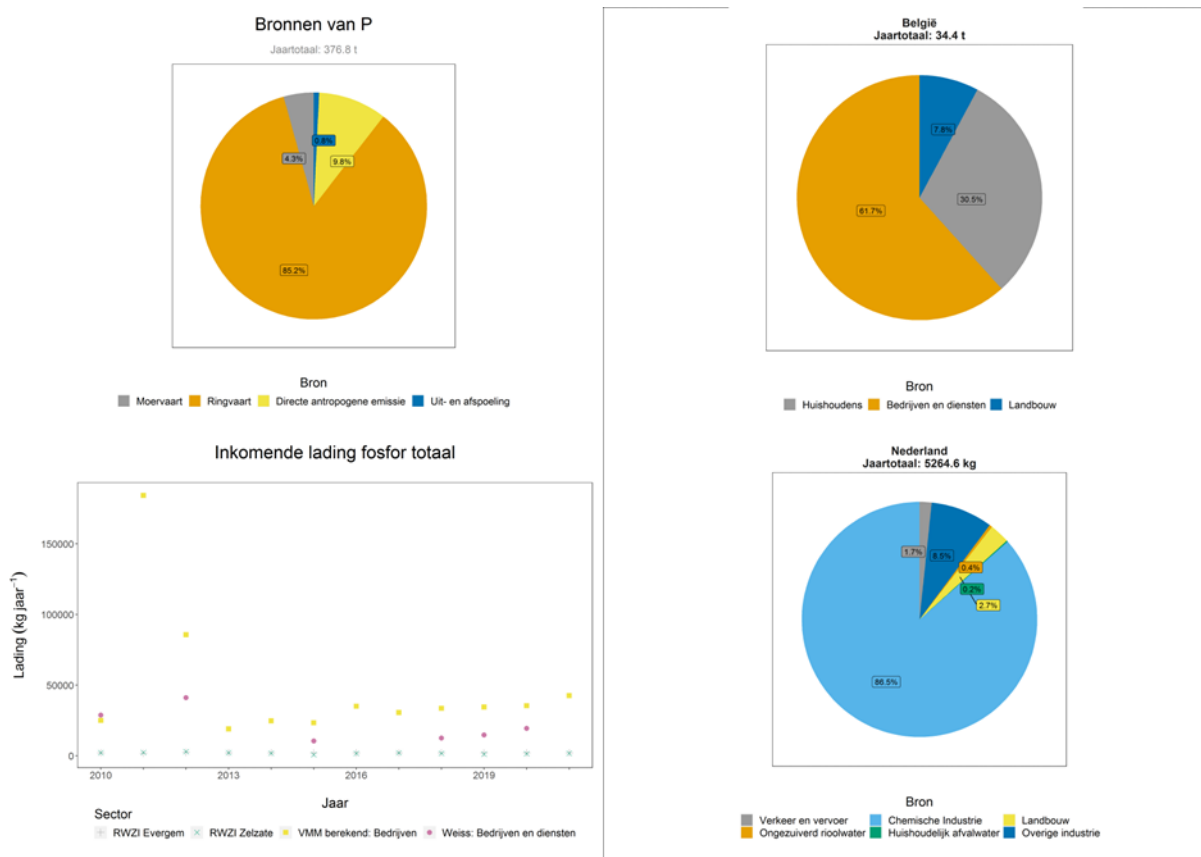 Bronnen van P
Jaartotaal: 376.8 t
4.3%
0.8%
9.8%
85.2%
Bron
Moervaart Ringvaart Directe antropogene emissie Uit- en afspoeling
België
Jaartotaal: 34.4 t
7.8%
30.5%
61.7%
Bron
Huishoudens Bedrijven en diensten Landbouw
Inkomende lading fosfor totaal
Lading (kg jaar⁻¹)
150000
100000
50000
0
2010 2013 2016 2019
Jaar
Sector
RWZI Evergem RWZI Zelzate VMM berekend: Bedrijven Weiss: Bedrijven en diensten
Nederland
Jaartotaal: 5264.6 kg
1.7%
8.5%
0.4%
0.2%
2.7%
86.5%
Bron
Verkeer en vervoer Chemische Industrie Landbouw
Ongezuiverd rioolwater Huishoudelijk afvalwater Overige industrie